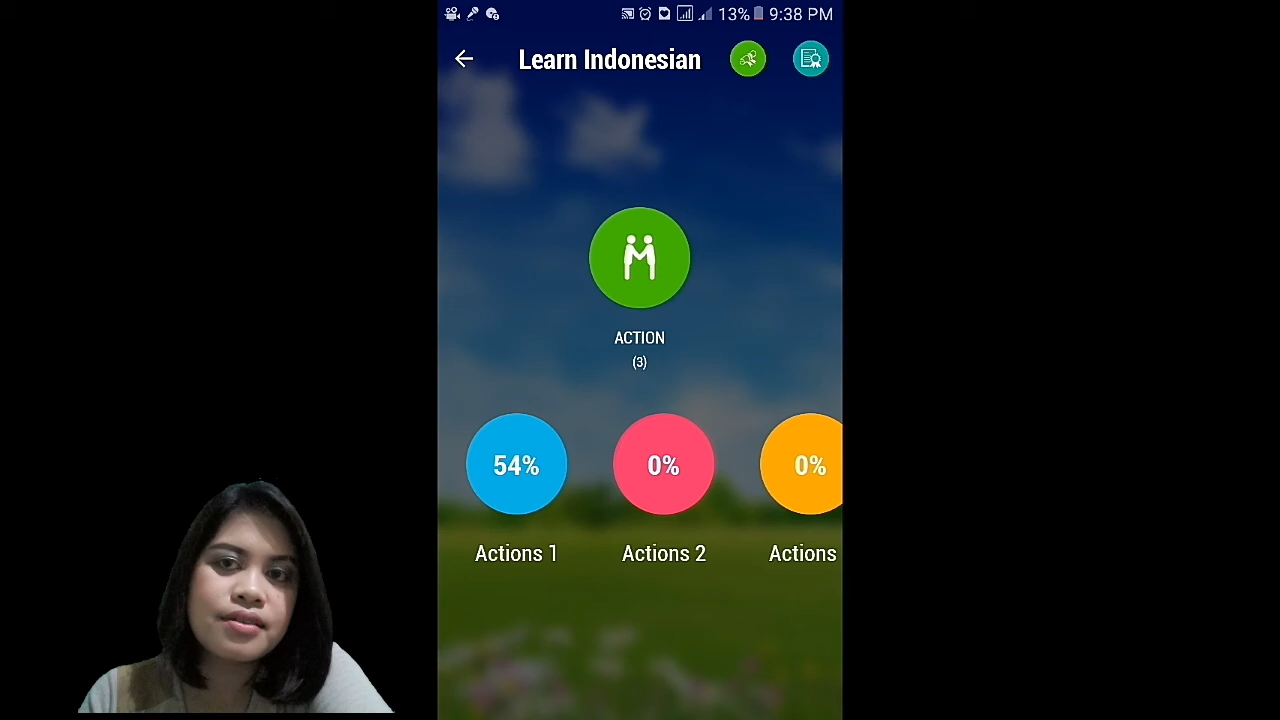 13% 9:38 PM
Learn Indonesian
ACTION
(3)
54%
0%
0%
Actions 1
Actions 2
Actions